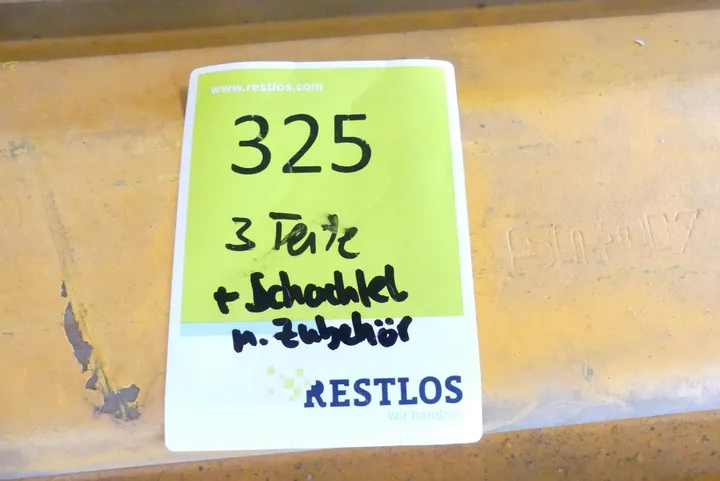 www.restlos.com
325
3 Teile
+ Schachtel
m. Zubehör
RESTLOS
Wir handeln